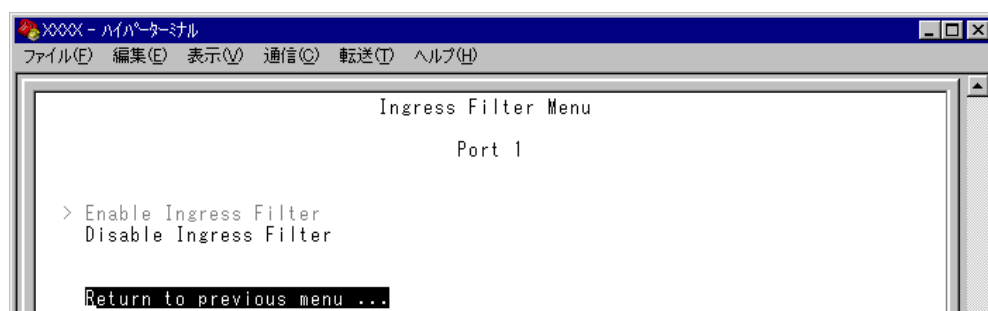 XXXX - ハイパーターミナル
ファイル(F) 編集(E) 表示(V) 通信(C) 転送(T) ヘルプ(H)
Ingress Filter Menu
Port 1
> Enable Ingress Filter
Disable Ingress Filter
Return to previous menu ...